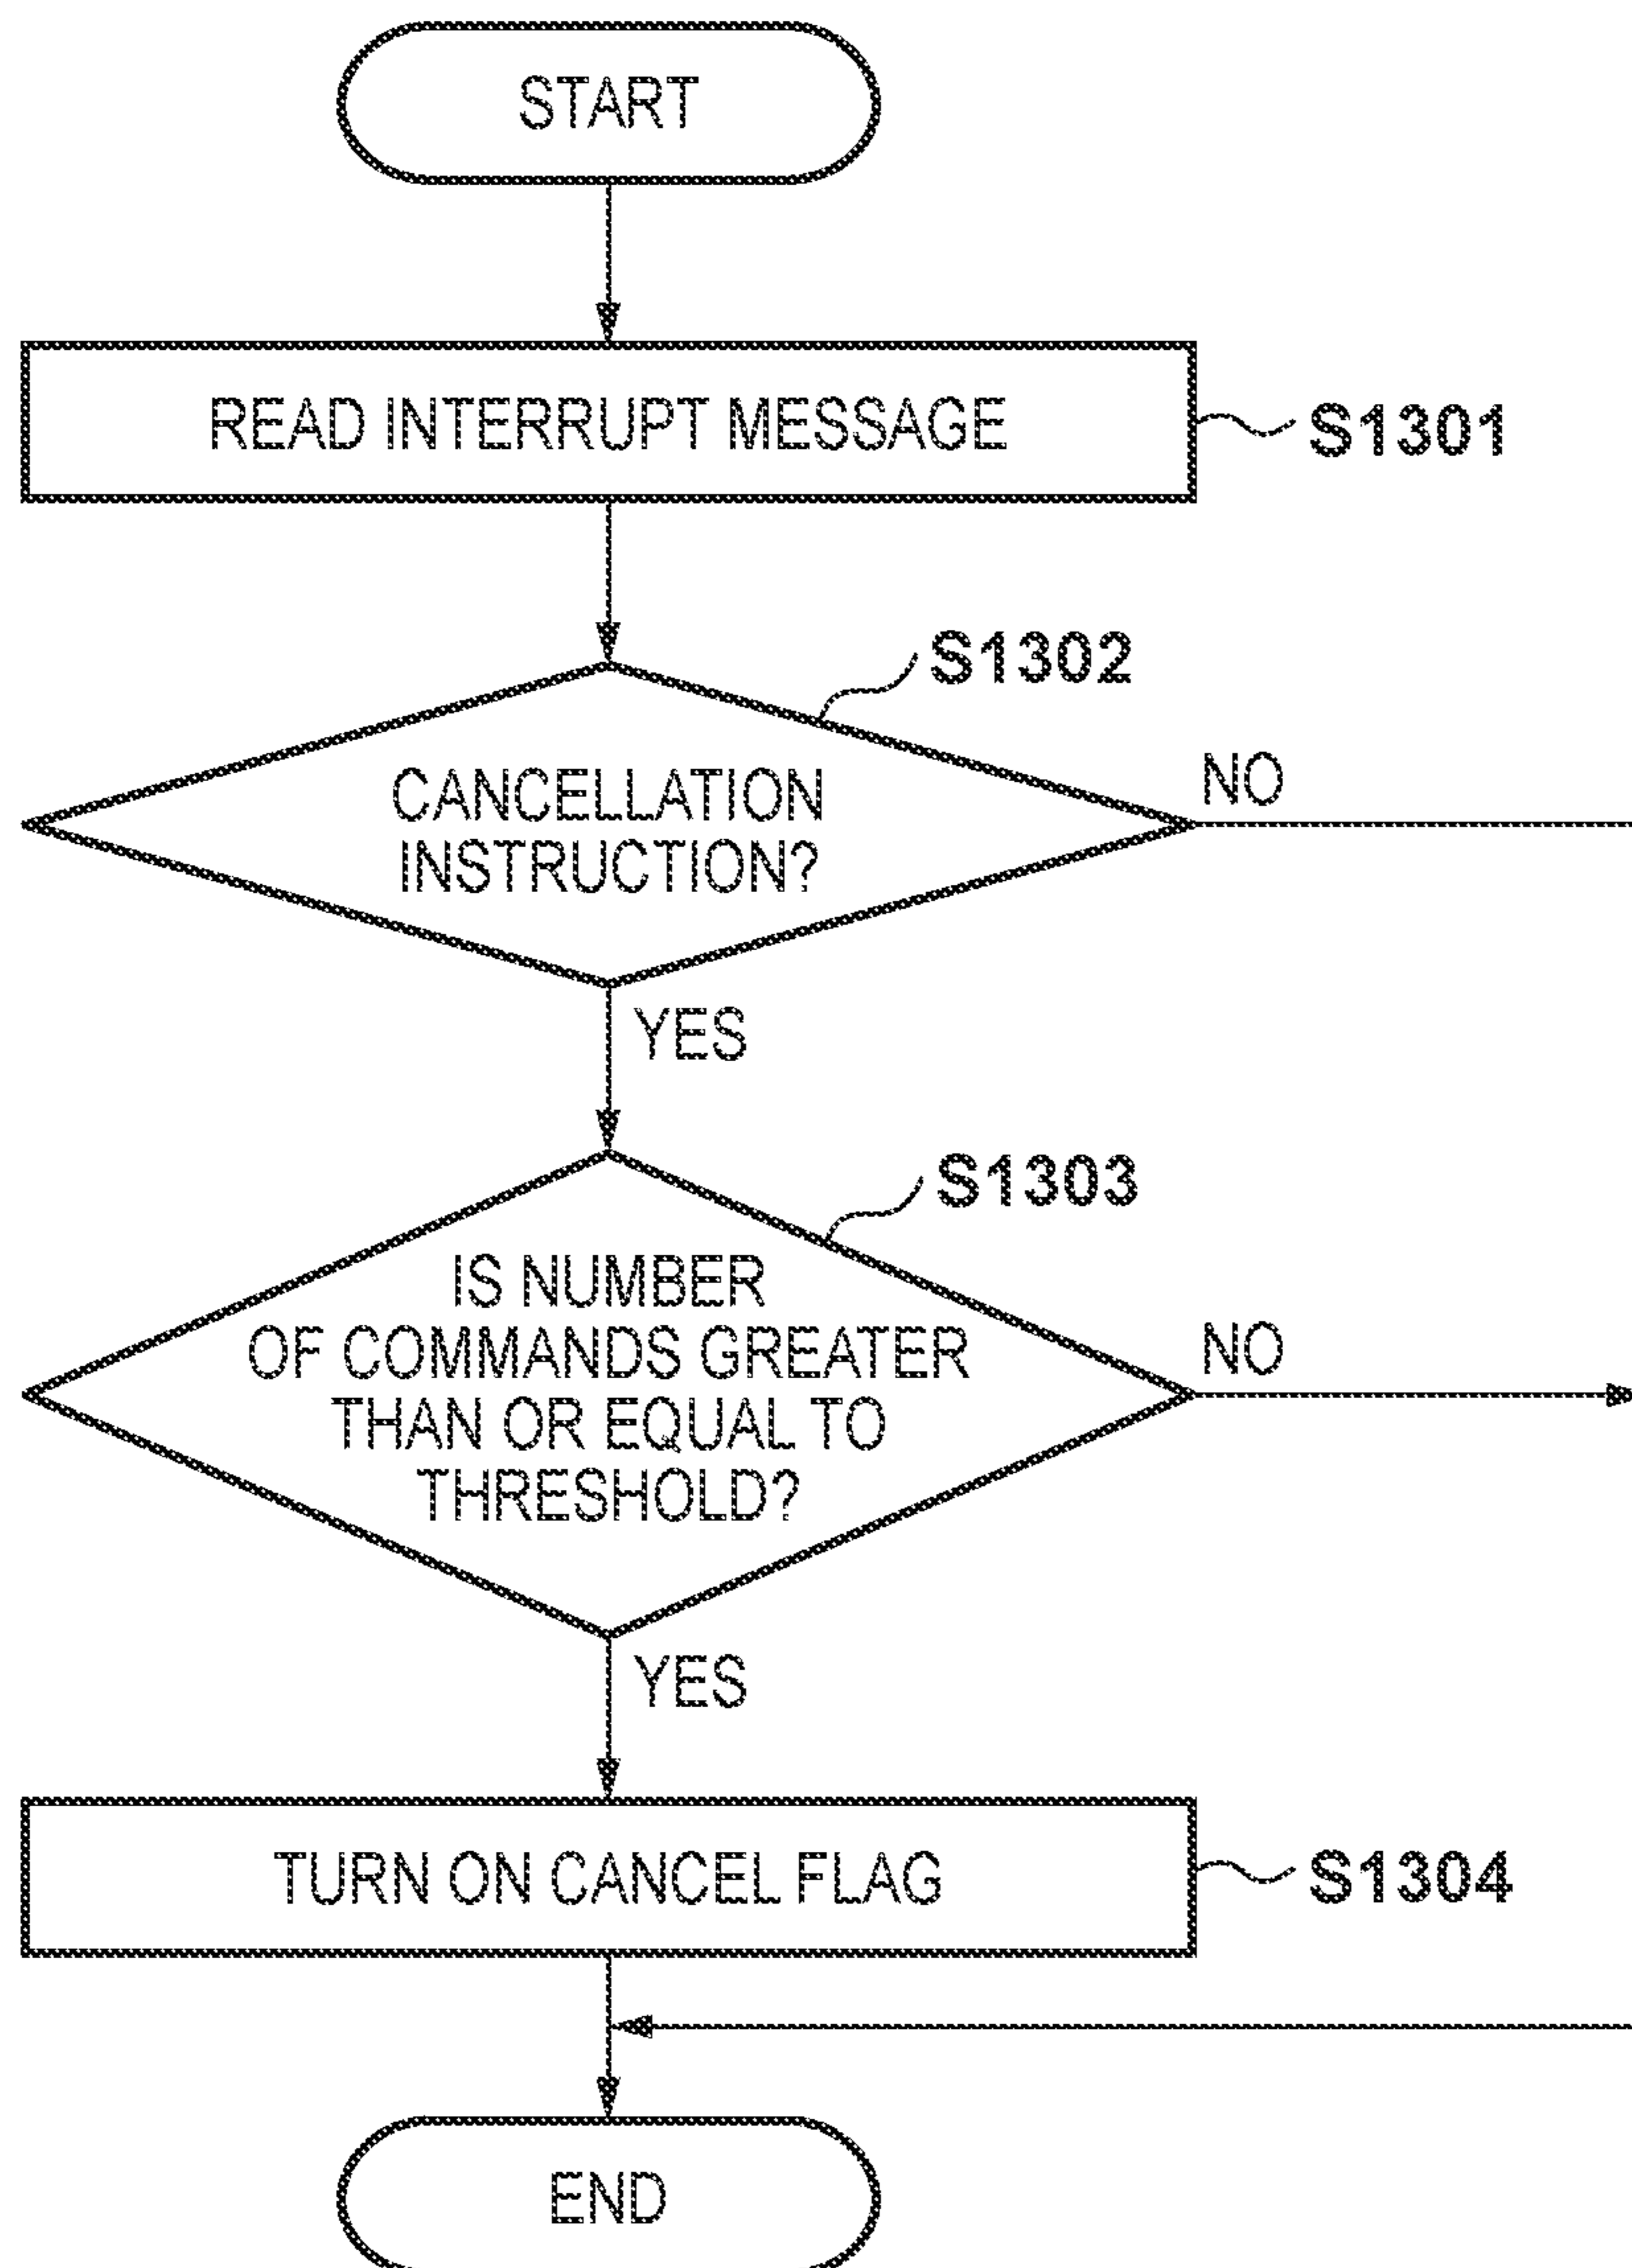 START
READ INTERRUPT MESSAGE
S1301
S1302
CANCELLATION
INSTRUCTION?
NO
YES
S1303
IS NUMBER
OF COMMANDS GREATER
THAN OR EQUAL TO
THRESHOLD?
NO
YES
TURN ON CANCEL FLAG
S1304
END